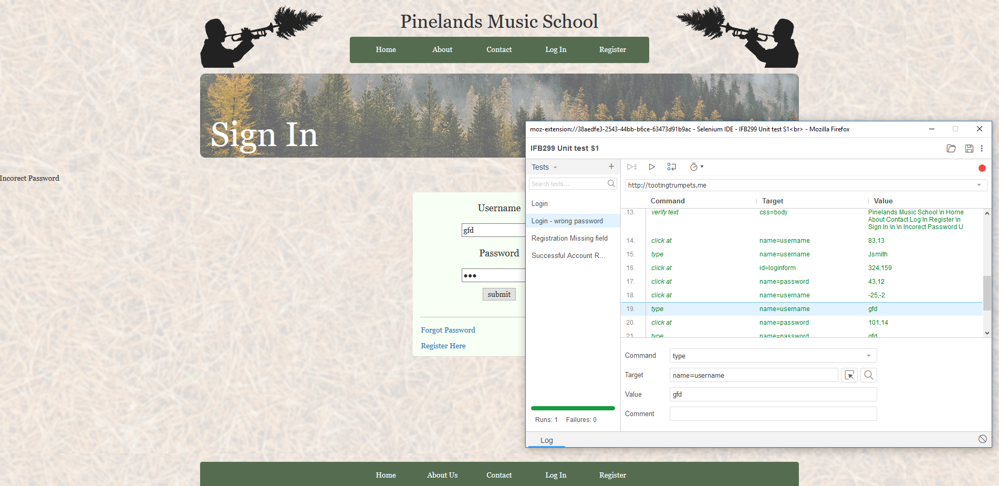 Pinelands Music School
Home About Contact Log In Register
Sign In
Incorect Password
Username
gfd
Password
submit
Forgot Password
Register Here
Home About Us Contact Log In Register
moz-extension://38aedfe3-2543-44bb-b6ce-63473d91b9ac - Selenium IDE - IFB299 Unit test S1<br> - Mozilla Firefox
IFB299 Unit test S1
Tests
Search tests...
Login
Login - wrong password
Registration Missing field
Successful Account R...
Runs: 1 Failures: 0
http://tootingtrumpets.me
Command Target Value
13. verify text css=body Pinelands Music School \n Home
About Contact Log In Register \n
Sign In \n \n Incorect Password U
14. click at name=username 83,13
15. type name=username Jsmith
16. click at id=loginform 324,159
17. click at name=password 43,12
18. click at name=username -25,-2
19. type name=username gfd
20. click at name=password 101,14
21. type name=password gfd
Command type
Target name=username
Value gfd
Comment
Log